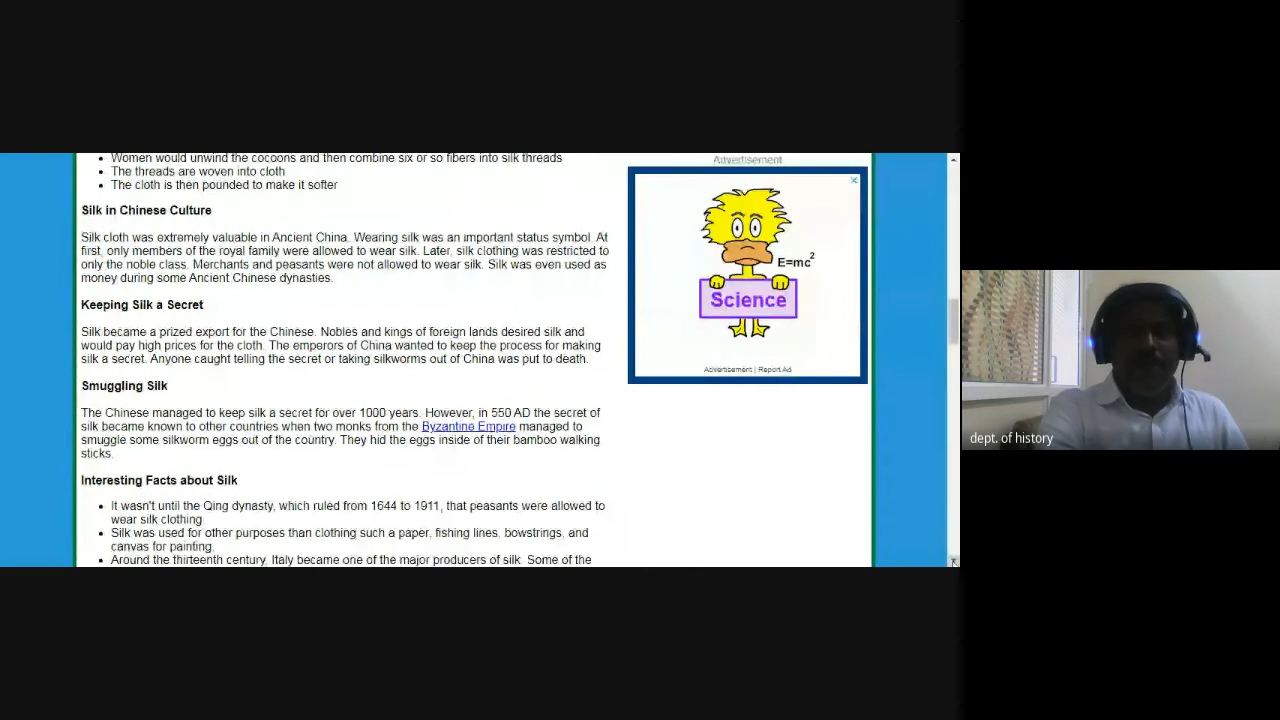 Women would unwind the cocoons and then combine six or so fibers into silk threads
The threads are woven into cloth
The cloth is then pounded to make it softer
Silk in Chinese Culture
Silk cloth was extremely valuable in Ancient China. Wearing silk was an important status symbol. At
first, only members of the royal family were allowed to wear silk. Later, silk clothing was restricted to
only the noble class. Merchants and peasants were not allowed to wear silk. Silk was even used as
money during some Ancient Chinese dynasties.
Keeping Silk a Secret
Silk became a prized export for the Chinese. Nobles and kings of foreign lands desired silk and
would pay high prices for the cloth. The emperors of China wanted to keep the process for making
silk a secret. Anyone caught telling the secret or taking silkworms out of China was put to death.
Smuggling Silk
The Chinese managed to keep silk a secret for over 1000 years. However, in 550 AD the secret of
silk became known to other countries when two monks from the Byzantine Empire managed to
smuggle some silkworm eggs out of the country. They hid the eggs inside of their bamboo walking
sticks.
Interesting Facts about Silk
It wasn't until the Qing dynasty, which ruled from 1644 to 1911, that peasants were allowed to
wear silk clothing.
Silk was used for other purposes than clothing such a paper, fishing lines, bowstrings, and
canvas for painting.
Around the thirteenth century, Italy became one of the major producers of silk. Some of the
Advertisement
E=mc²
Science
Advertisement | Report Ad
dept. of history